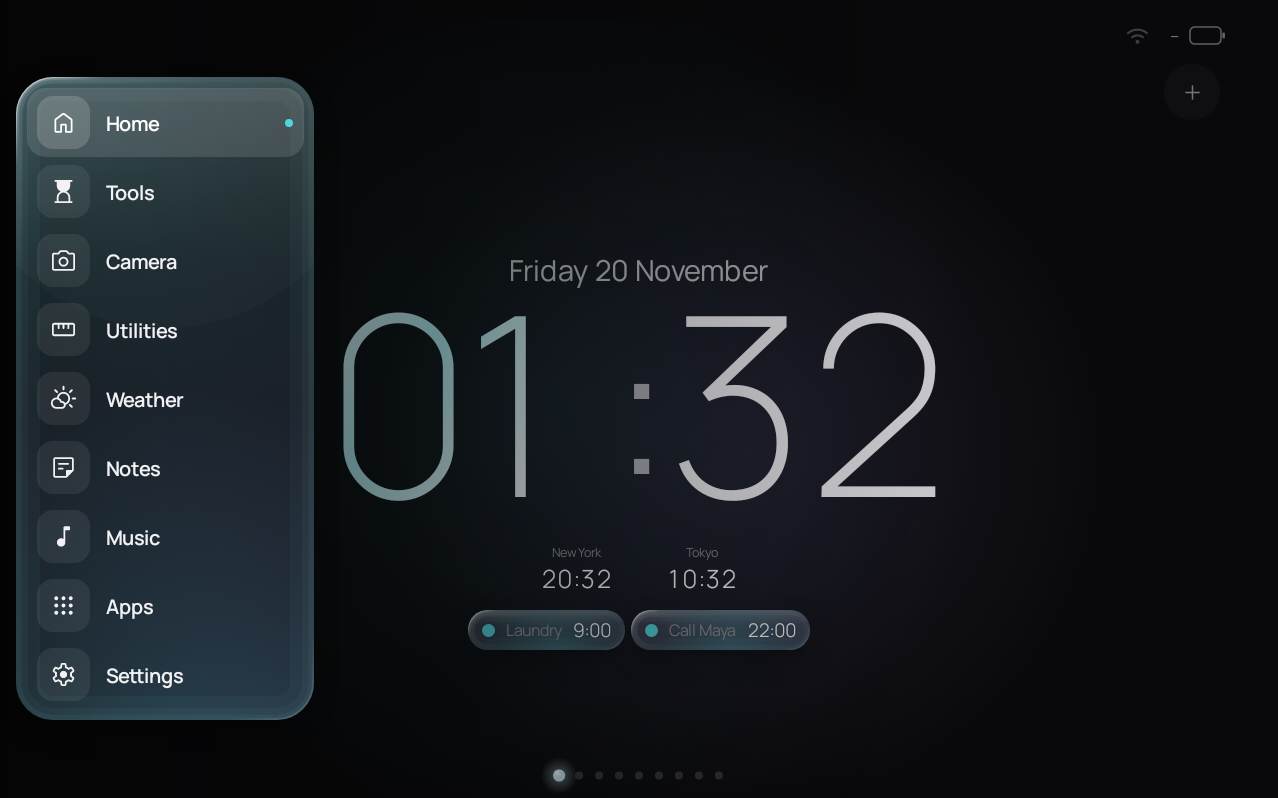 –
Home
Tools
Camera
Utilities
Weather
Notes
Music
Apps
Settings
Friday 20 November
01:32
New York
20:32
Tokyo
10:32
Laundry 9:00
Call Maya 22:00